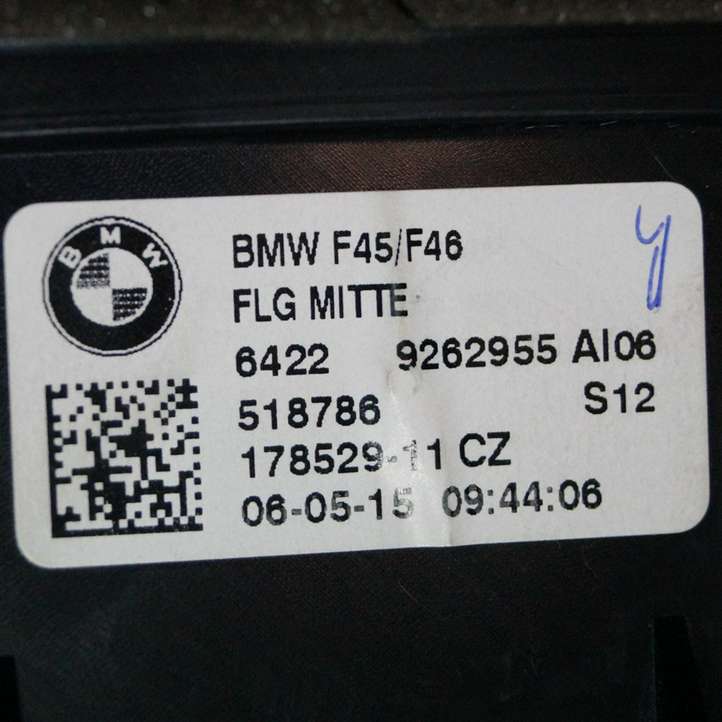 BMW
BMW F45/F46
FLG MITTE
6422 9262955 AI06
518786 S12
178529-11 CZ
06-05-15 09:44:06